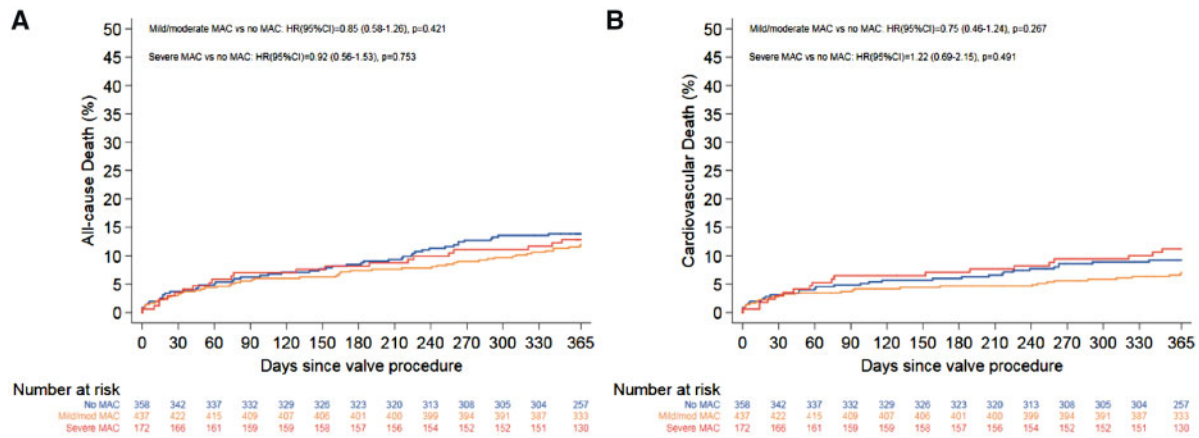 A
Mild/moderate MAC vs no MAC: HR(95%CI)=0.85 (0.58-1.26), p=0.421
Severe MAC vs no MAC: HR(95%CI)=0.92 (0.56-1.53), p=0.753
All-cause Death (%)
50
45
40
35
30
25
20
15
10
5
0
0 30 60 90 120 150 180 210 240 270 300 330 365
Days since valve procedure
Number at risk
No MAC 358 342 337 332 329 326 323 320 313 308 305 304 257
Mild/mod MAC 437 422 415 409 407 406 401 400 399 394 391 387 333
Severe MAC 172 166 161 159 159 158 157 156 154 152 152 151 130
B
Mild/moderate MAC vs no MAC: HR(95%CI)=0.75 (0.46-1.24), p=0.267
Severe MAC vs no MAC: HR(95%CI)=1.22 (0.69-2.15), p=0.491
Cardiovascular Death (%)
50
45
40
35
30
25
20
15
10
5
0
0 30 60 90 120 150 180 210 240 270 300 330 365
Days since valve procedure
Number at risk
No MAC 358 342 337 332 329 326 323 320 313 308 305 304 257
Mild/mod MAC 437 422 415 409 407 406 401 400 399 394 391 387 333
Severe MAC 172 166 161 159 159 158 157 156 154 152 152 151 130